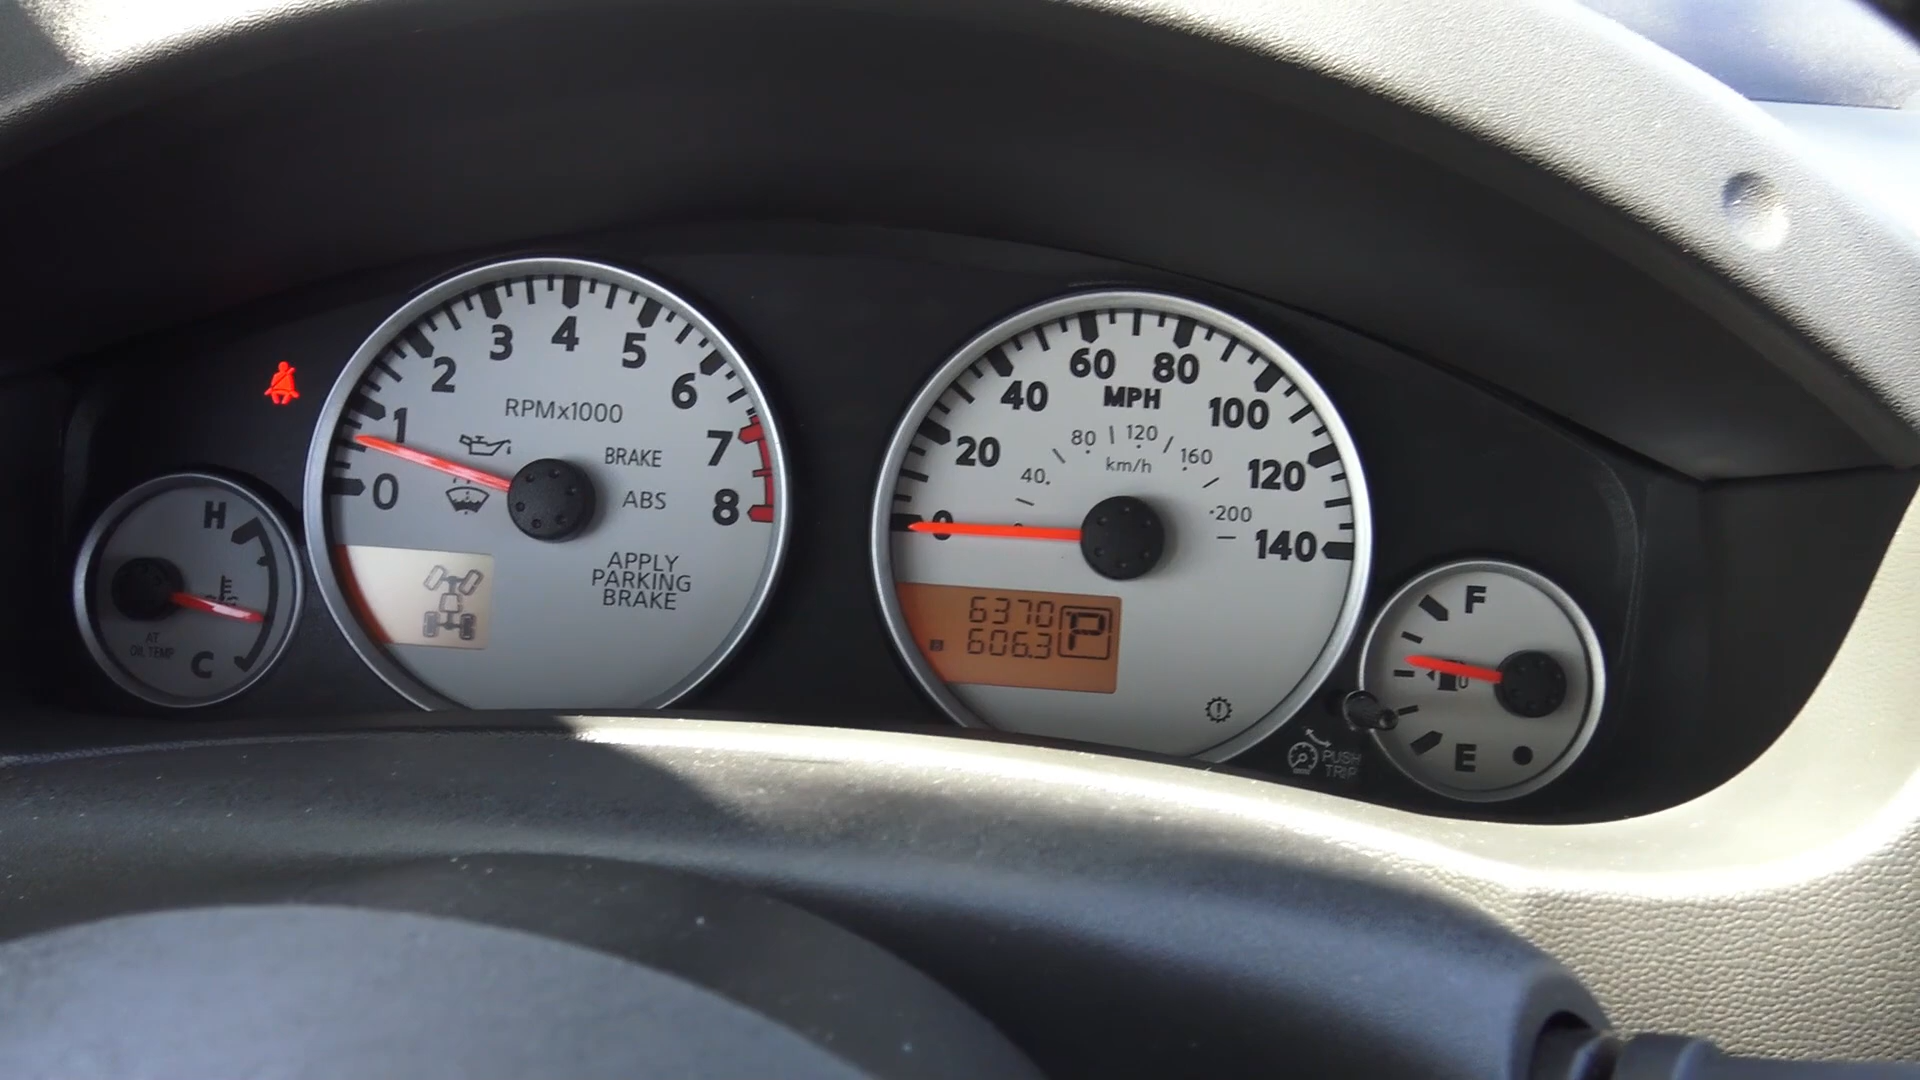 H
C
AT
OIL TEMP
0
1
2
3
4
5
6
7
8
RPMx1000
BRAKE
ABS
APPLY
PARKING
BRAKE
0
20
40
60
80
100
120
140
MPH
40
80
120
160
200
km/h
6370
606.3
P
PUSH
TRIP
F
E